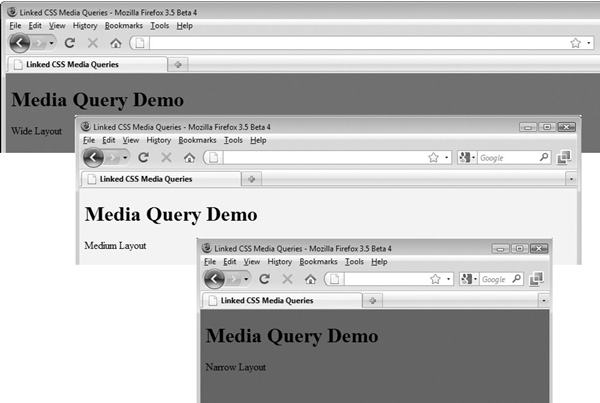 Linked CSS Media Queries - Mozilla Firefox 3.5 Beta 4
File Edit View History Bookmarks Tools Help
Linked CSS Media Queries
Media Query Demo
Wide Layout
Linked CSS Media Queries - Mozilla Firefox 3.5 Beta 4
File Edit View History Bookmarks Tools Help
Google
Linked CSS Media Queries
Media Query Demo
Medium Layout
Linked CSS Media Queries - Mozilla Firefox 3.5 Beta 4
File Edit View History Bookmarks Tools Help
Google
Linked CSS Media Queries
Media Query Demo
Narrow Layout